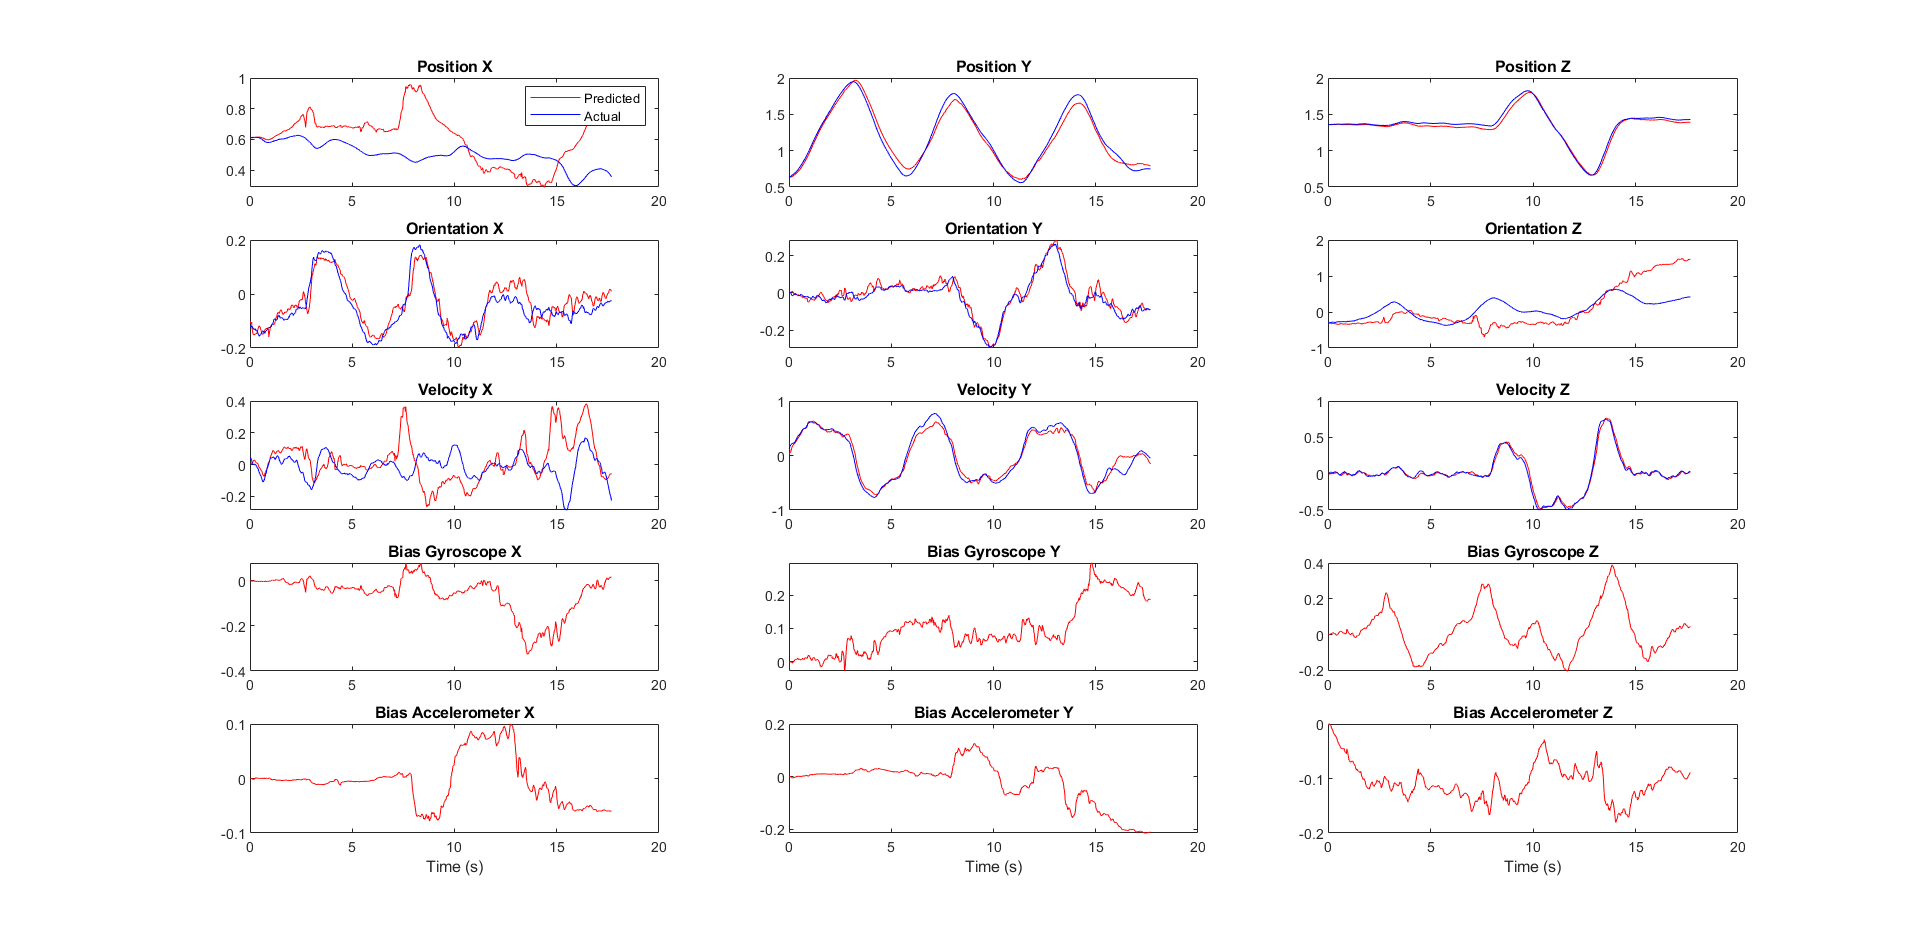 Position X
Position Y
Position Z
1
0.8
0.6
0.4
Predicted
Actual
0 5 10 15 20
2
1.5
1
0.5
0 5 10 15 20
2
1.5
1
0.5
0 5 10 15 20
Orientation X
Orientation Y
Orientation Z
0.2
0
-0.2
0 5 10 15 20
0.2
0
-0.2
0 5 10 15 20
2
1
0
-1
0 5 10 15 20
Velocity X
Velocity Y
Velocity Z
0.4
0.2
0
-0.2
0 5 10 15 20
1
0
-1
0 5 10 15 20
1
0.5
0
-0.5
0 5 10 15 20
Bias Gyroscope X
Bias Gyroscope Y
Bias Gyroscope Z
0
-0.2
-0.4
0 5 10 15 20
0.2
0.1
0
0 5 10 15 20
0.4
0.2
0
-0.2
0 5 10 15 20
Bias Accelerometer X
Bias Accelerometer Y
Bias Accelerometer Z
0.1
0
-0.1
0 5 10 15 20
Time (s)
0.2
0
-0.2
0 5 10 15 20
Time (s)
0
-0.1
-0.2
0 5 10 15 20
Time (s)